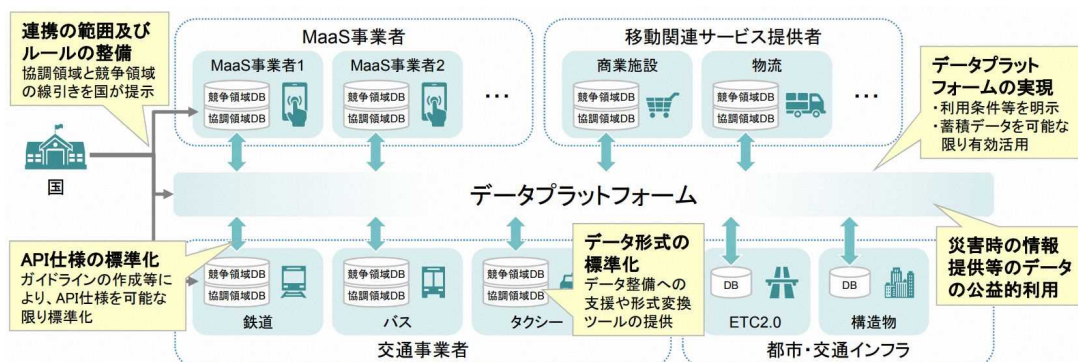 連携の範囲及び
ルールの整備
協調領域と競争領域
の線引きを国が提示
国
MaaS事業者
MaaS事業者1
競争領域DB
協調領域DB
MaaS事業者2
競争領域DB
協調領域DB
…
移動関連サービス提供者
商業施設
競争領域DB
協調領域DB
物流
競争領域DB
協調領域DB
…
データプラット
フォームの実現
・利用条件等を明示
・蓄積データを可能な
限り有効活用
データプラットフォーム
API仕様の標準化
ガイドラインの作成等に
より、API仕様を可能な
限り標準化
競争領域DB
協調領域DB
鉄道
競争領域DB
協調領域DB
バス
競争領域DB
協調領域DB
タクシー
交通事業者
データ形式の
標準化
データ整備への
支援や形式変換
ツールの提供
DB
ETC2.0
DB
構造物
都市・交通インフラ
災害時の情報
提供等のデータ
の公益的利用